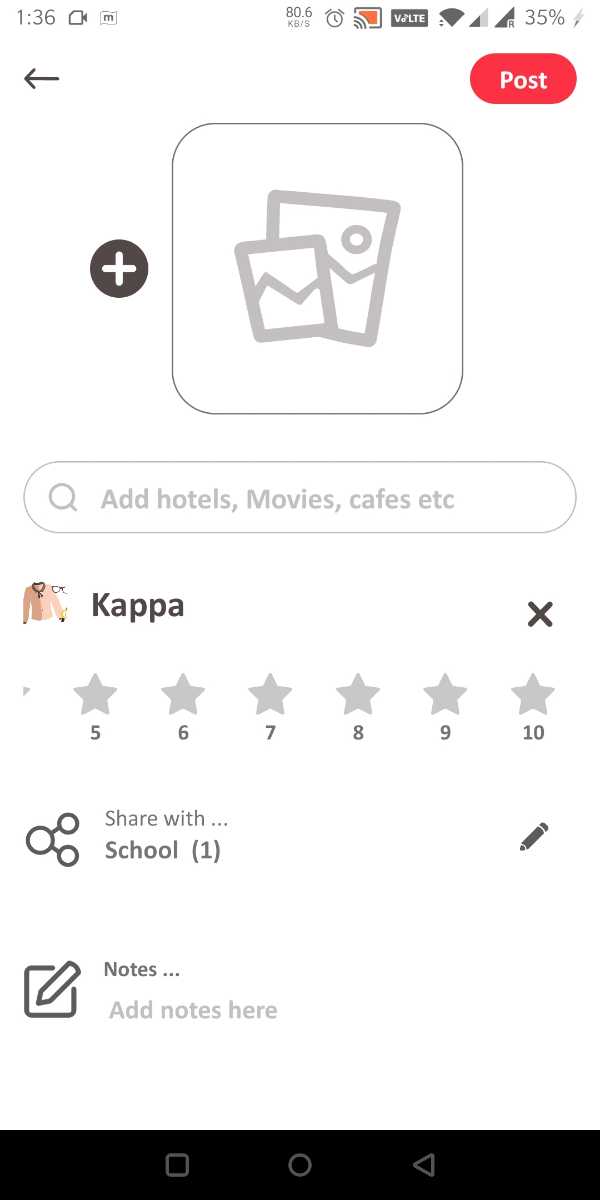 1:36 m 80.6 KB/S VoLTE R 35%
Post
Add hotels, Movies, cafes etc
Kappa
5 6 7 8 9 10
Share with ...
School (1)
Notes ...
Add notes here